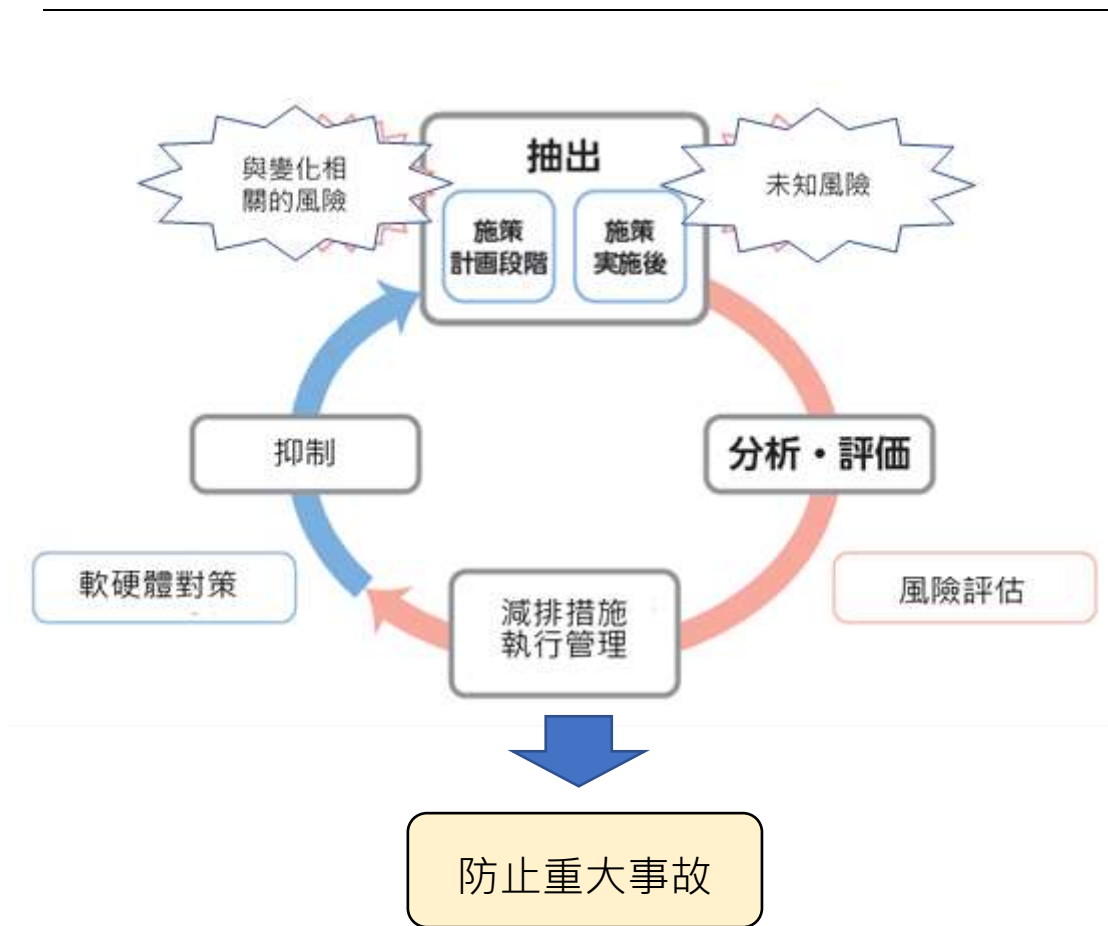 與變化相
關的風險
抽出
未知風險
施策
計画段階
施策
実施後
抑制
分析・評価
軟硬體對策
減排措施
執行管理
風險評估
防止重大事故